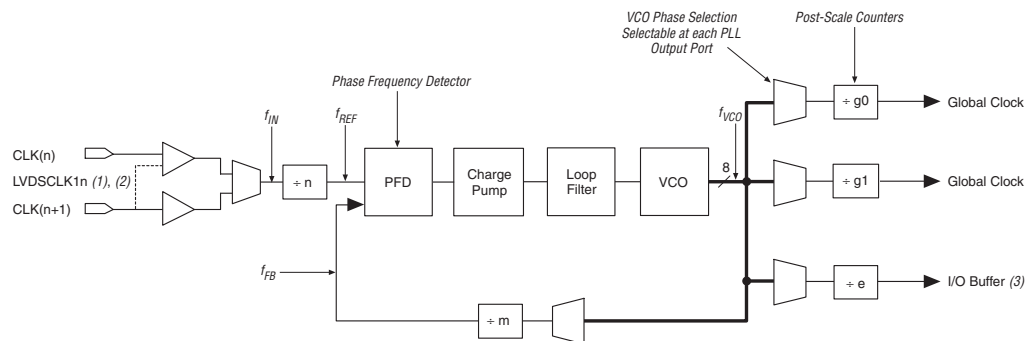 VCO Phase Selection
Selectable at each PLL
Output Port
Post-Scale Counters
Phase Frequency Detector
fIN
fREF
fVCO
÷ g0
Global Clock
CLK(n)
LVDSCLK1n (1), (2)
CLK(n+1)
÷ n
PFD
Charge
Pump
Loop
Filter
VCO
8
÷ g1
Global Clock
fFB
÷ e
I/O Buffer (3)
÷ m